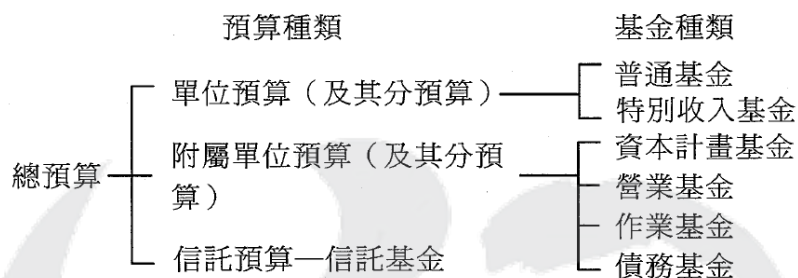 預算種類 基金種類
單位預算（及其分預算） 普通基金
特別收入基金
總預算 附屬單位預算（及其分預算） 資本計畫基金
營業基金
作業基金
信託預算—信託基金 債務基金